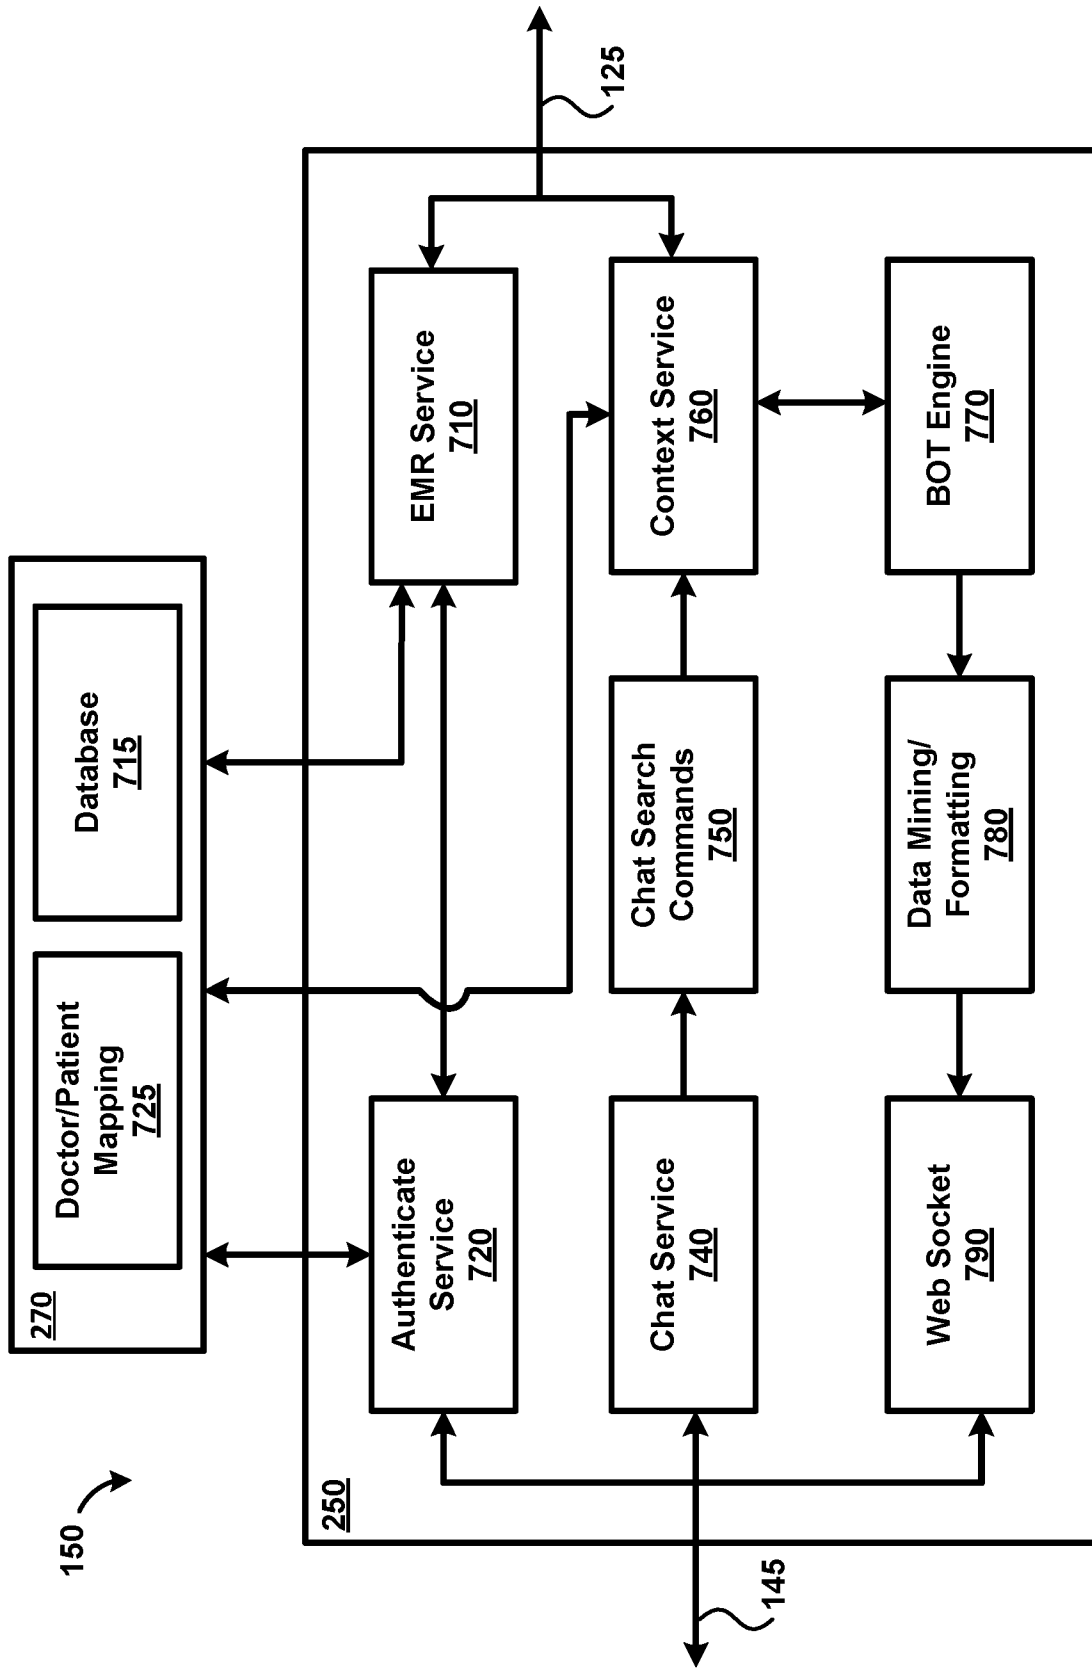 150
270
Doctor/Patient
Mapping
725
Database
715
250
125
Authenticate
Service
720
EMR Service
710
145
Chat Service
740
Chat Search
Commands
750
Context Service
760
Web Socket
790
Data Mining/
Formatting
780
BOT Engine
770